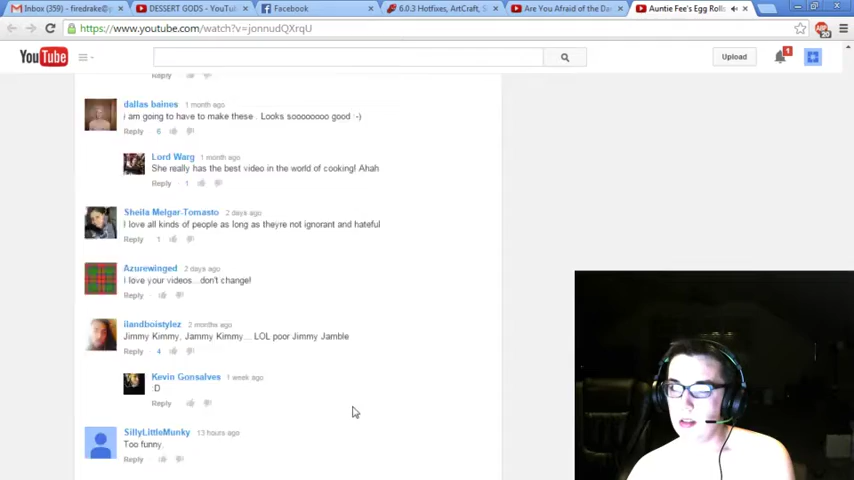 Inbox (359) - firedrake@g
DESSERT GODS - YouTu
Facebook
6.0.3 Hotfixes, ArtCraft, S
Are You Afraid of the Da
Auntie Fee's Egg Rolls
https://www.youtube.com/watch?v=jonnudQXrqU
20
YouTube
Upload
1
Reply
dallas baines 1 month ago
i am going to have to make these . Looks soooooooo good :-)
Reply 6
Lord Warg 1 month ago
She really has the best video in the world of cooking! Ahah
Reply · 1
Sheila Melgar-Tomasto 2 days ago
I love all kinds of people as long as theyre not ignorant and hateful
Reply 1
Azurewinged 2 days ago
I love your videos...don't change!
Reply ·
ilandboistylez 2 months ago
Jimmy Kimmy, Jammy Kimmy... LOL poor Jimmy Jamble
Reply · 4
Kevin Gonsalves 1 week ago
:D
Reply
SillyLittleMunky 13 hours ago
Too funny.
Reply ·